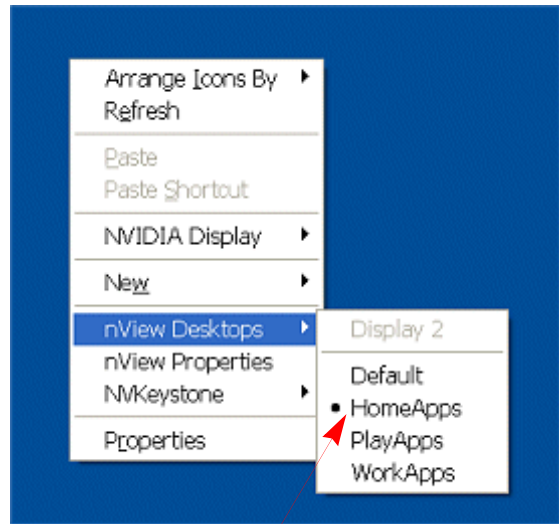 Arrange Icons By
Refresh
Paste
Paste Shortcut
NVIDIA Display
New
nView Desktops
nView Properties
NVKeystone
Properties
Display 2
Default
HomeApps
PlayApps
WorkApps